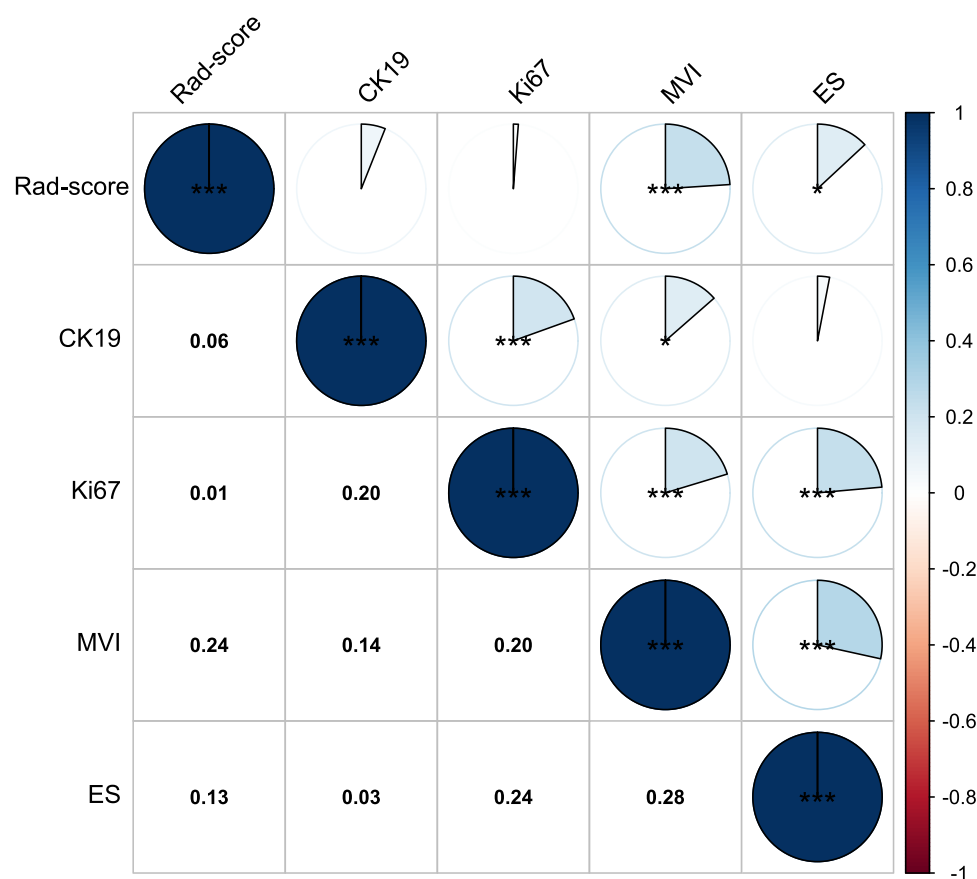 Rad-score CK19 Ki67 MVI ES
1
Rad-score *** *** *
0.8
0.6
CK19 0.06 *** *** *
0.4
0.2
Ki67 0.01 0.20 *** *** ***
0
-0.2
MVI 0.24 0.14 0.20 *** ***
-0.4
-0.6
ES 0.13 0.03 0.24 0.28 ***
-0.8
-1